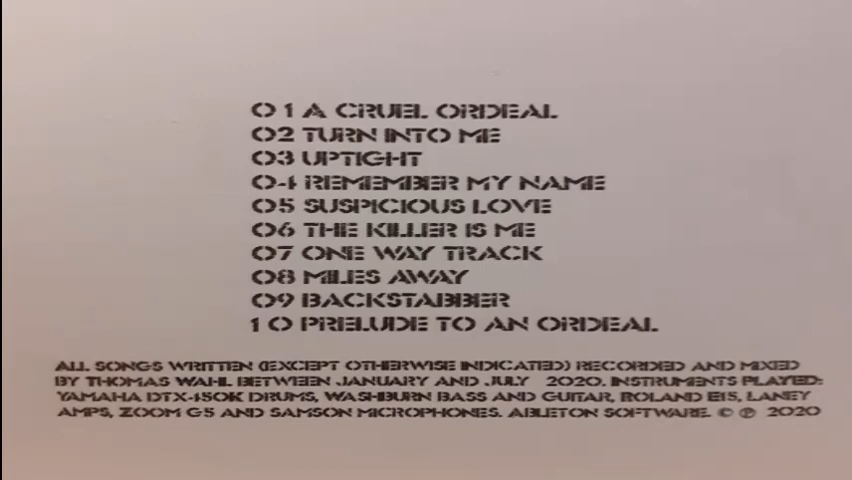 01 A CRUEL ORDEAL
02 TURN INTO ME
03 UPTIGHT
04 REMEMBER MY NAME
05 SUSPICIOUS LOVE
06 THE KILLER IS ME
07 ONE WAY TRACK
08 MILES AWAY
09 BACKSTABBER
10 PRELUDE TO AN ORDEAL
ALL SONGS WRITTEN (EXCEPT OTHERWISE INDICATED) RECORDED AND MIXED
BY THOMAS WAHL BETWEEN JANUARY AND JULY 2020. INSTRUMENTS PLAYED:
YAMAHA DTX-450K DRUMS, WASHBURN BASS AND GUITAR, ROLAND E15, LANEY
AMPS, ZOOM G5 AND SAMSON MICROPHONES. ABLETON SOFTWARE. © ℗ 2020